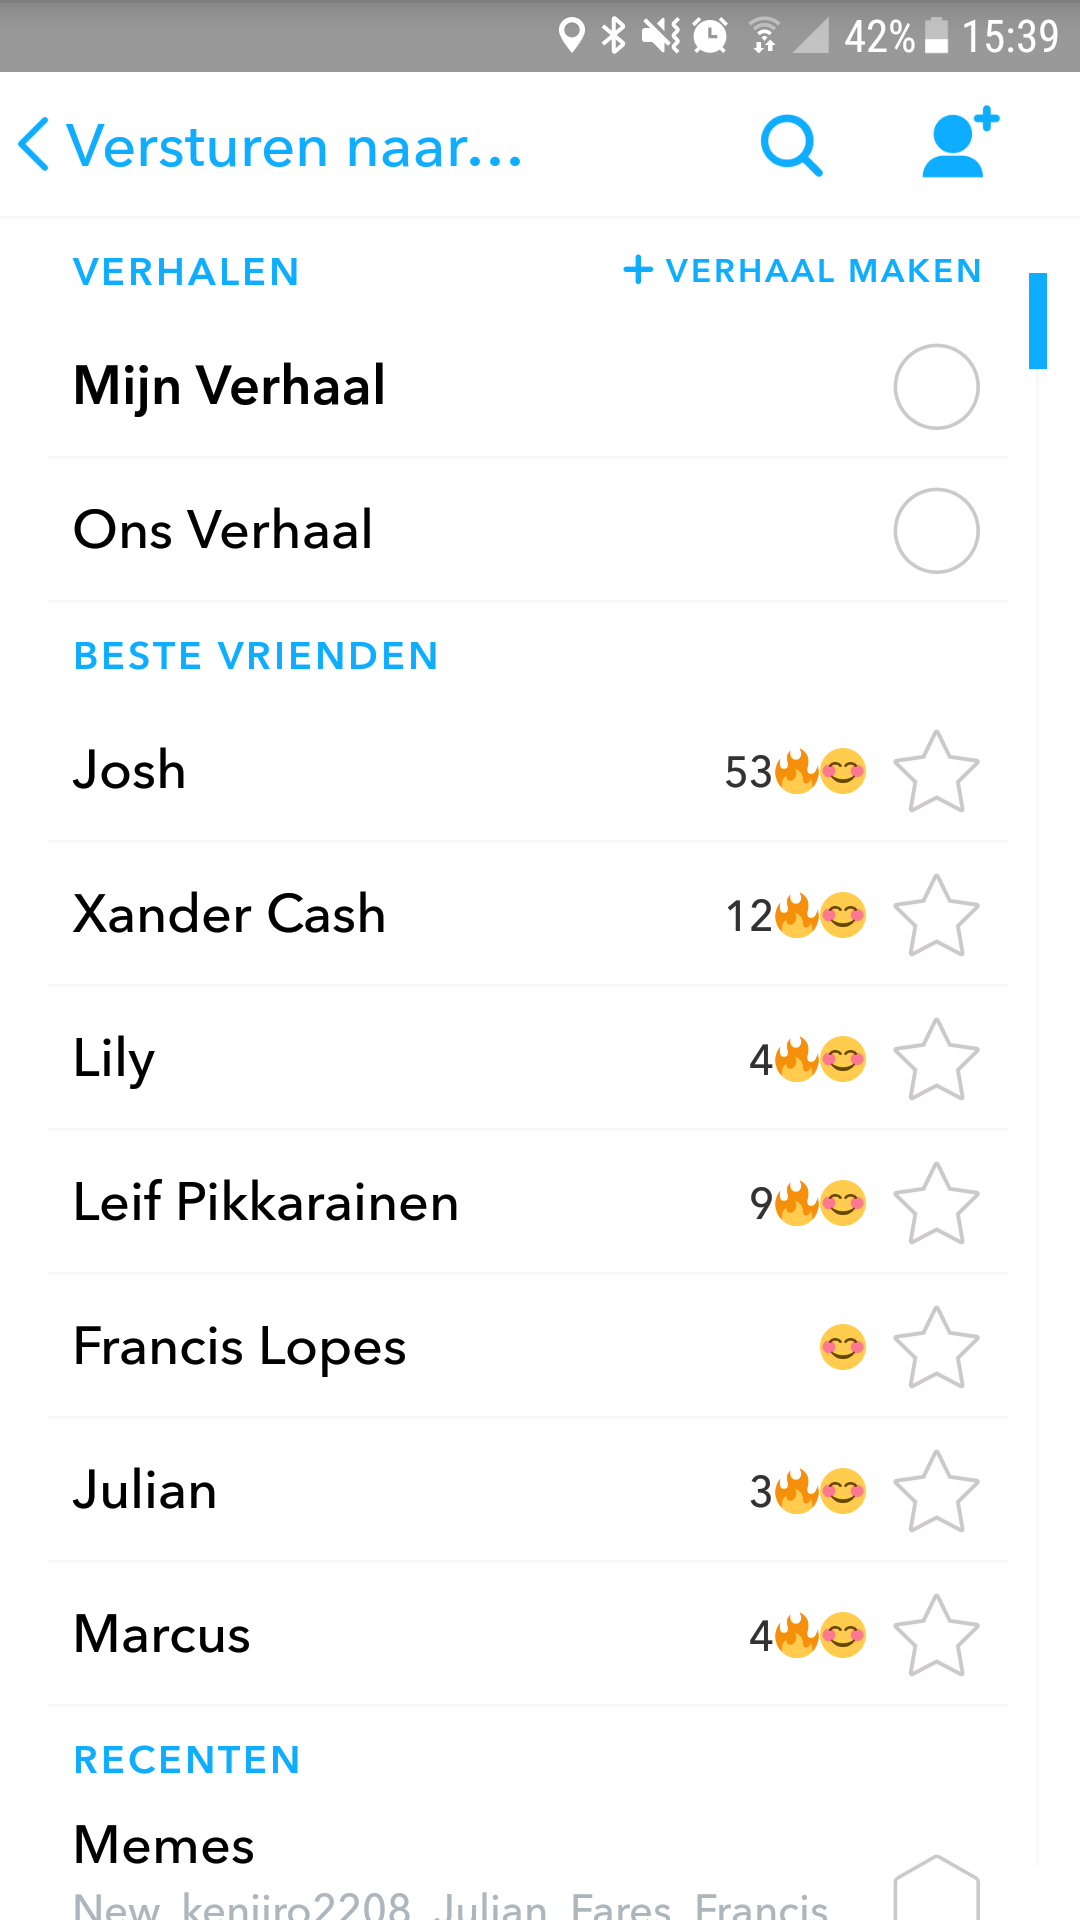 42% 15:39
Versturen naar...
VERHALEN + VERHAAL MAKEN
Mijn Verhaal
Ons Verhaal
BESTE VRIENDEN
Josh 53🔥😊
Xander Cash 12🔥😊
Lily 4🔥😊
Leif Pikkarainen 9🔥😊
Francis Lopes 😊
Julian 3🔥😊
Marcus 4🔥😊
RECENTEN
Memes
New, kenjiro2208, Julian, Fares, Francis